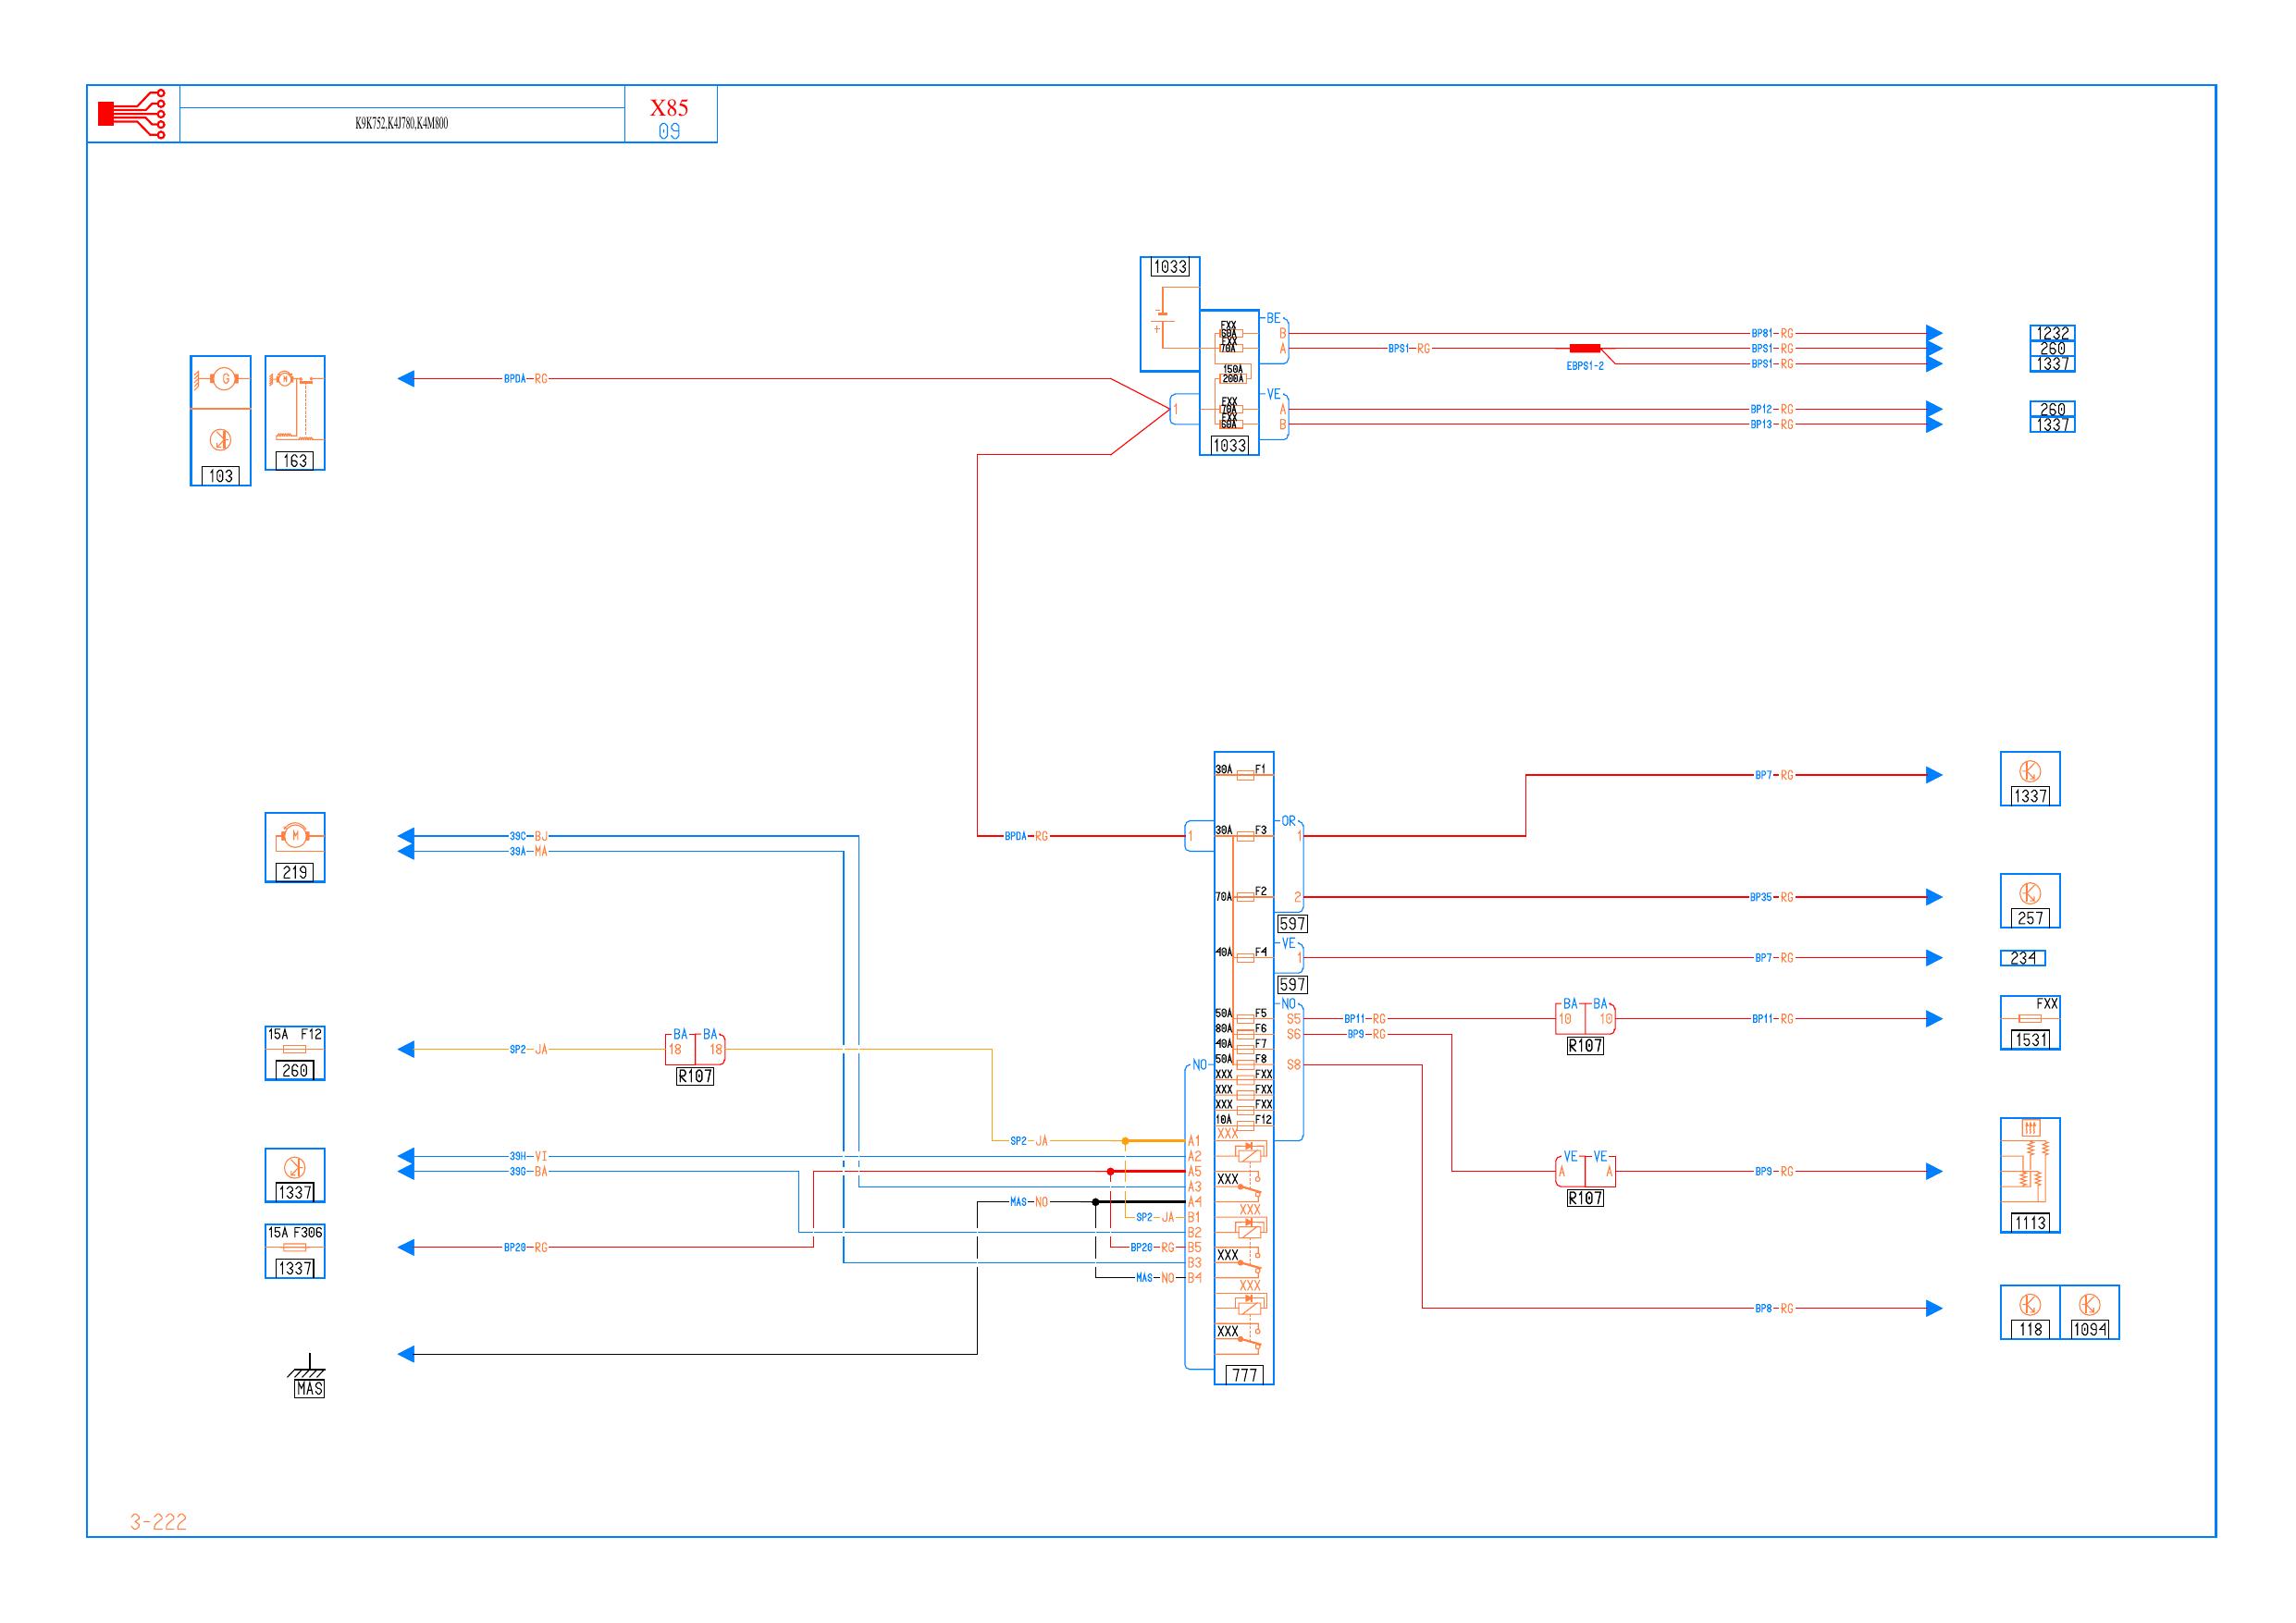 X85
K9K752,K4J780,K4M800
09
1033
BE
FXX
60A
B
BP81 RG
1232
FXX
70A
A
BPS1 RG
BPS1 RG
260
EBPS1-2
BPS1 RG
1337
150A
200A
BPDA RG
G
M
VE
FXX
70A
1
A
BP12 RG
260
FXX
60A
B
BP13 RG
1337
1033
163
103
30A F1
BP7 RG
1337
OR
39C BJ
BPDA RG
1
30A F3
1
M
39A MA
219
70A F2
2
BP35 RG
257
597
VE
40A F4
1
BP7 RG
234
597
NO
50A F5
S5
BP11 RG
BA BA
10 10
BP11 RG
FXX
1531
R107
80A F6
S6
BP9 RG
15A F12
260
SP2 JA
BA BA
18 18
R107
40A F7
NO
50A F8
S8
XXX FXX
XXX FXX
XXX FXX
10A F12
XXX
SP2 JA
A1
39H VI
A2
39G BA
A5
1337
A3
XXX
MAS NO
A4
VE VE
A A
BP9 RG
R107
1113
XXX
SP2 JA
B1
B2
15A F306
1337
BP20 RG
BP20 RG
B5
XXX
B3
MAS NO
B4
XXX
BP8 RG
118
1094
XXX
MAS
777
3-222